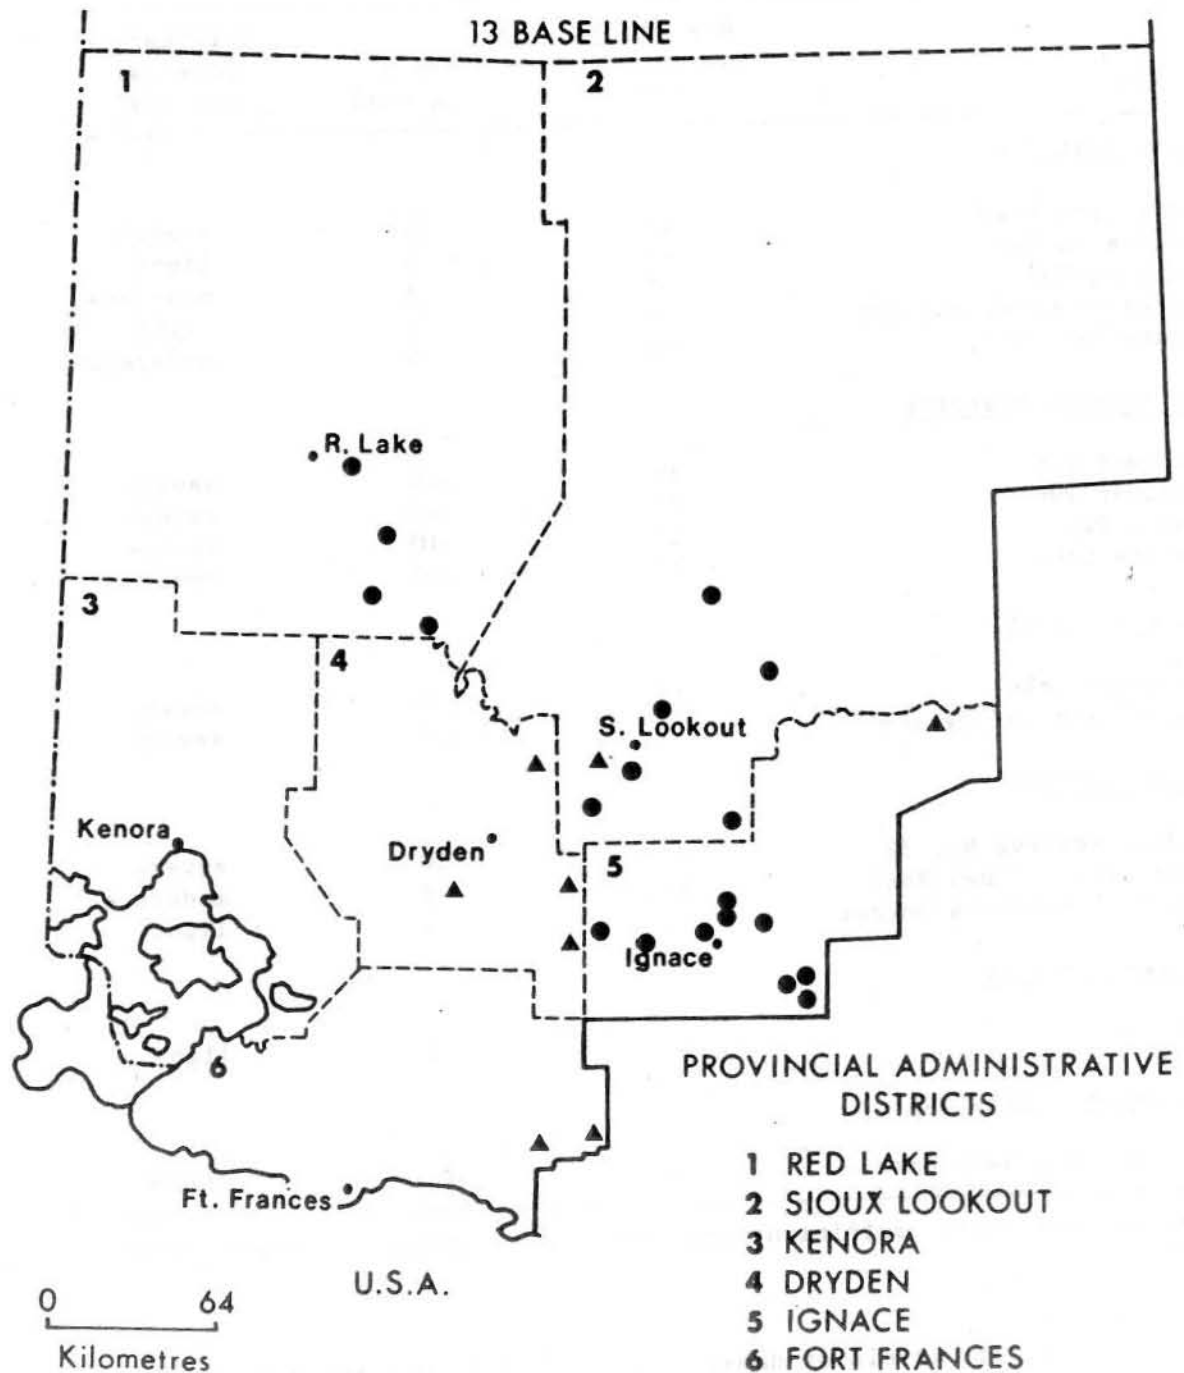 13 BASE LINE
1
2
R. Lake
3
4
S. Lookout
Kenora
Dryden
5
Ignace
6
PROVINCIAL ADMINISTRATIVE
DISTRICTS
1 RED LAKE
Ft. Frances
2 SIOUX LOOKOUT
3 KENORA
U.S.A.
4 DRYDEN
0 64
5 IGNACE
Kilometres
6 FORT FRANCES